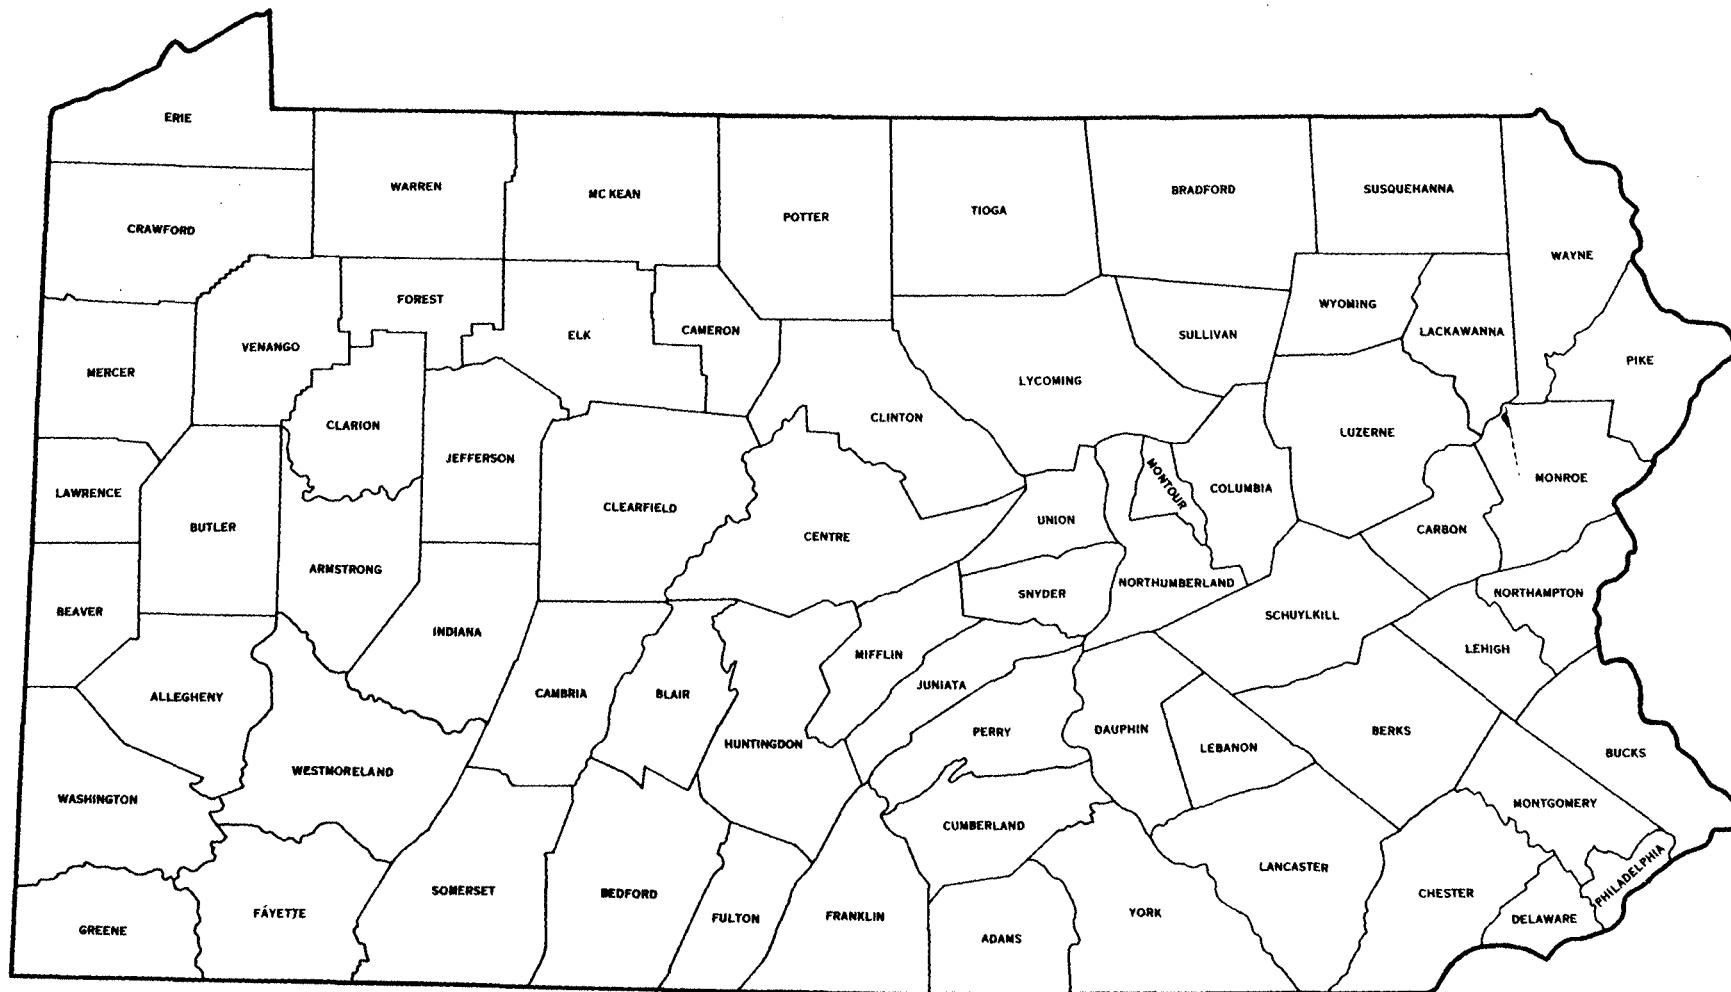 ERIE
WARREN
MC KEAN
POTTER
TIOGA
BRADFORD
SUSQUEHANNA
CRAWFORD
WAYNE
FOREST
WYOMING
VENANGO
ELK
CAMERON
SULLIVAN
LACKAWANNA
MERCER
PIKE
LYCOMING
CLARION
CLINTON
LUZERNE
JEFFERSON
MONTOUR
COLUMBIA
MONROE
LAWRENCE
BUTLER
CLEARFIELD
UNION
CENTRE
CARBON
ARMSTRONG
BEAVER
SNYDER
NORTHUMBERLAND
NORTHAMPTON
INDIANA
SCHUYLKILL
MIFFLIN
LEHIGH
ALLEGHENY
CAMBRIA
BLAIR
JUNIATA
HUNTINGDON
PERRY
DAUPHIN
LEBANON
BERKS
BUCKS
WESTMORELAND
WASHINGTON
MONTGOMERY
CUMBERLAND
LANCASTER
PHILADELPHIA
SOMERSET
BEDFORD
CHESTER
GREENE
FAYETTE
FULTON
FRANKLIN
ADAMS
YORK
DELAWARE